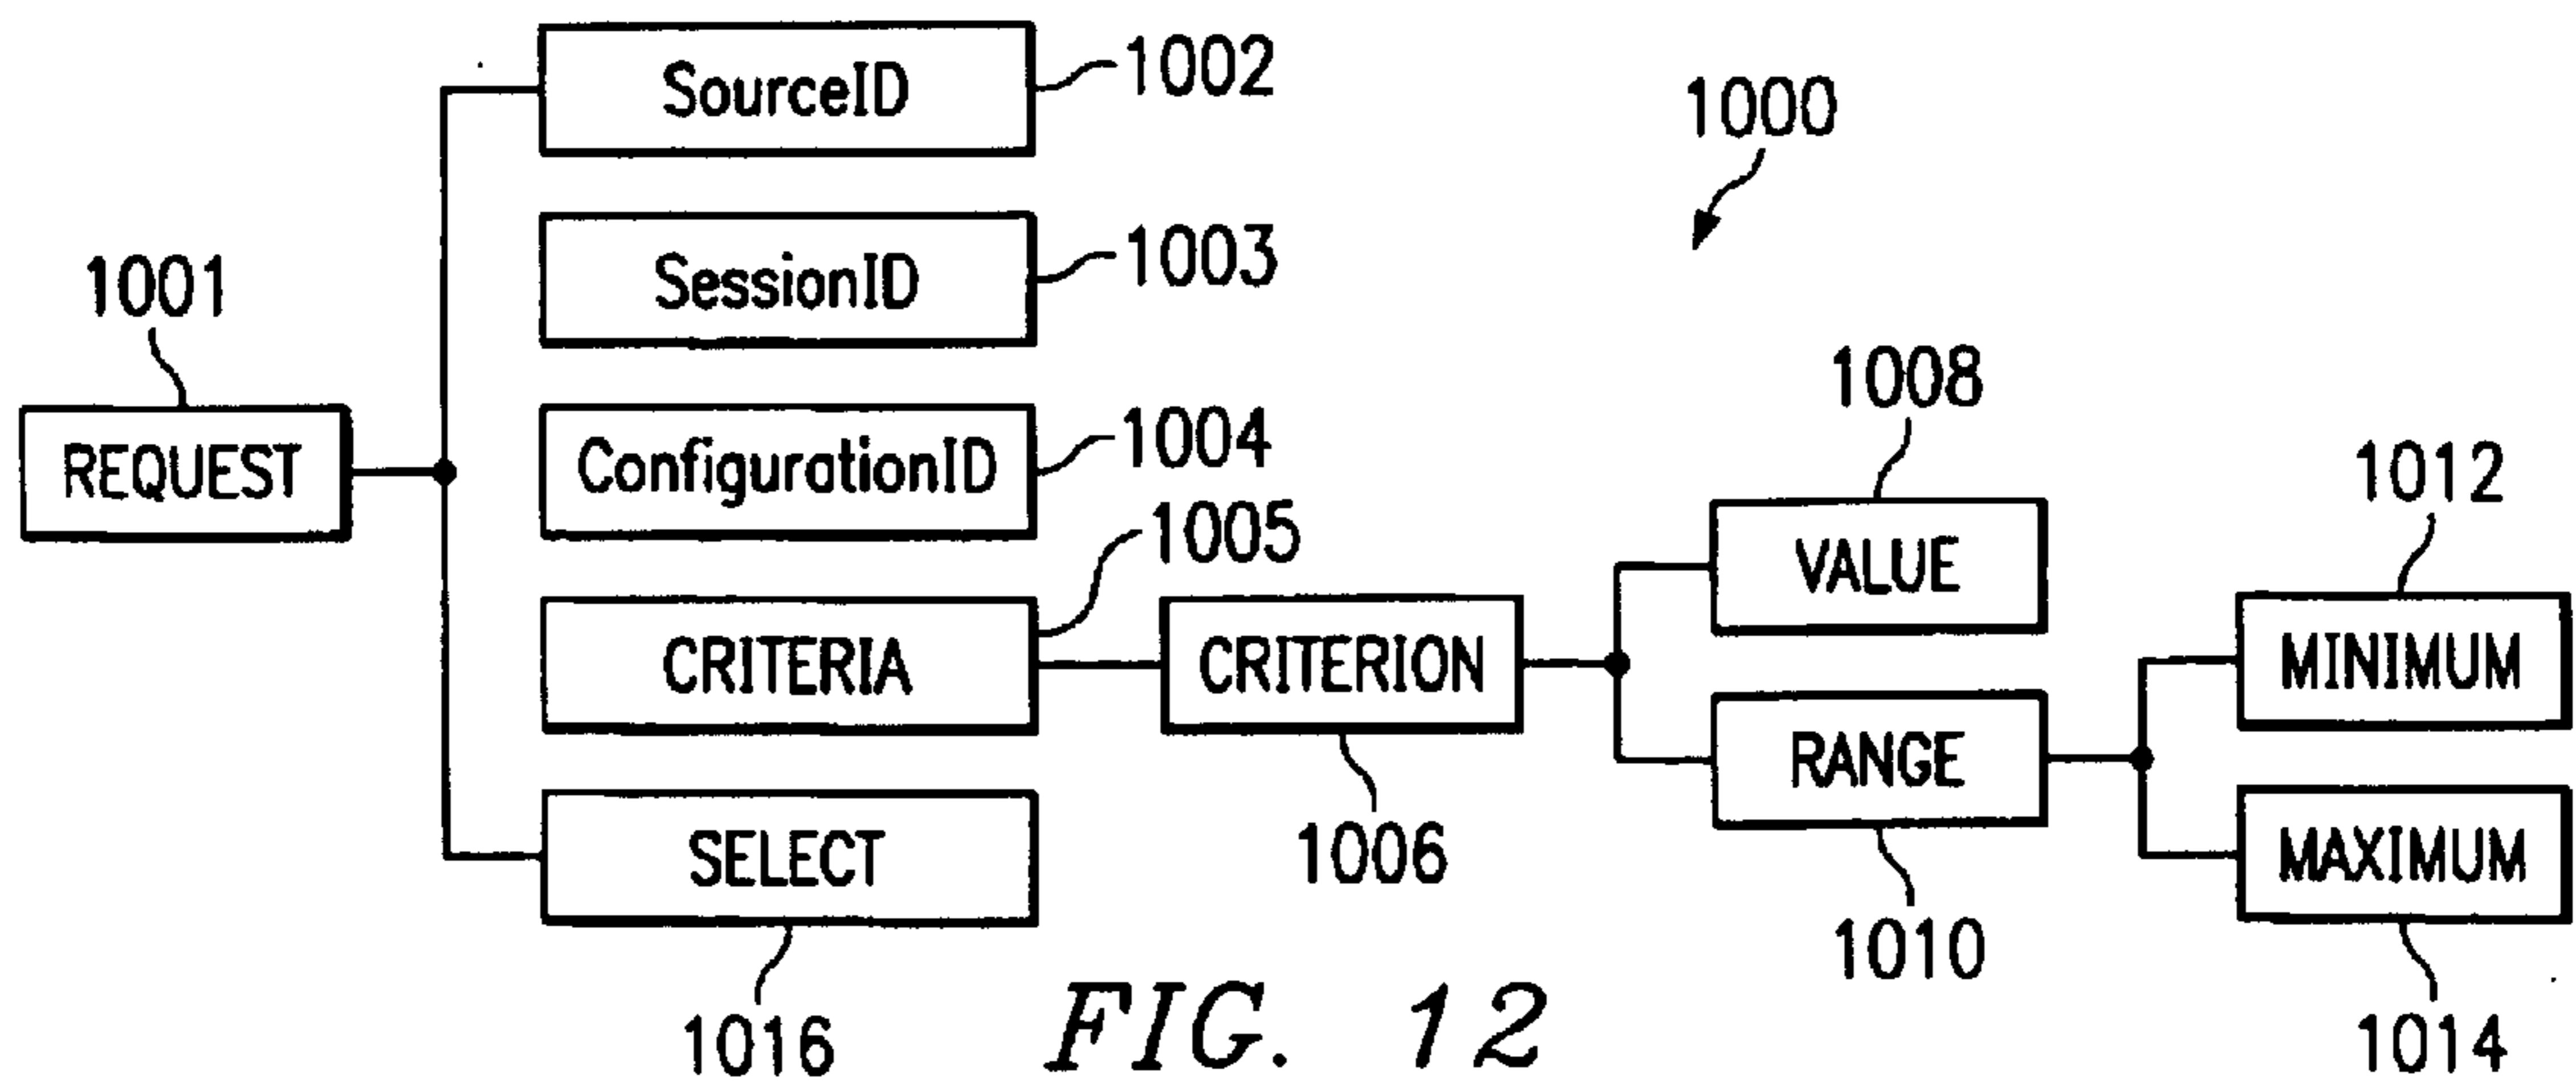 SourceID
1002
1000
SessionID
1003
1001
REQUEST
ConfigurationID
1004
1005
1008
VALUE
1012
CRITERIA
CRITERION
MINIMUM
RANGE
SELECT
1006
MAXIMUM
1010
1016
1014
FIG. 12